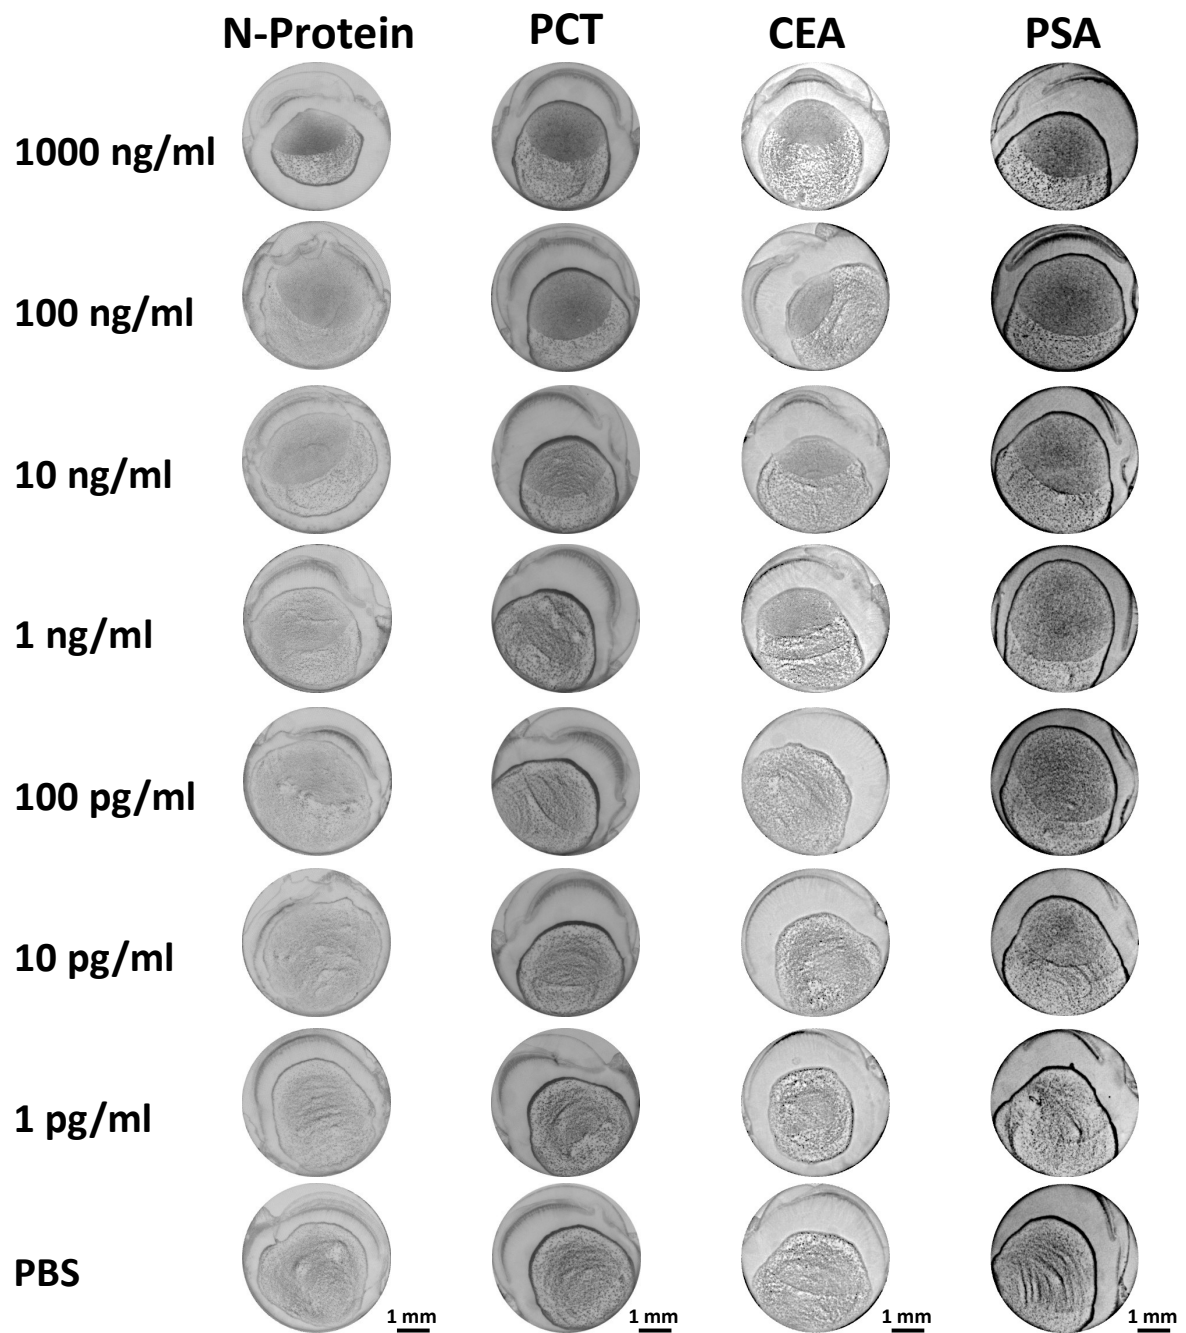 N-Protein PCT CEA PSA
1000 ng/ml
100 ng/ml
10 ng/ml
1 ng/ml
100 pg/ml
10 pg/ml
1 pg/ml
PBS
1 mm 1 mm 1 mm 1 mm